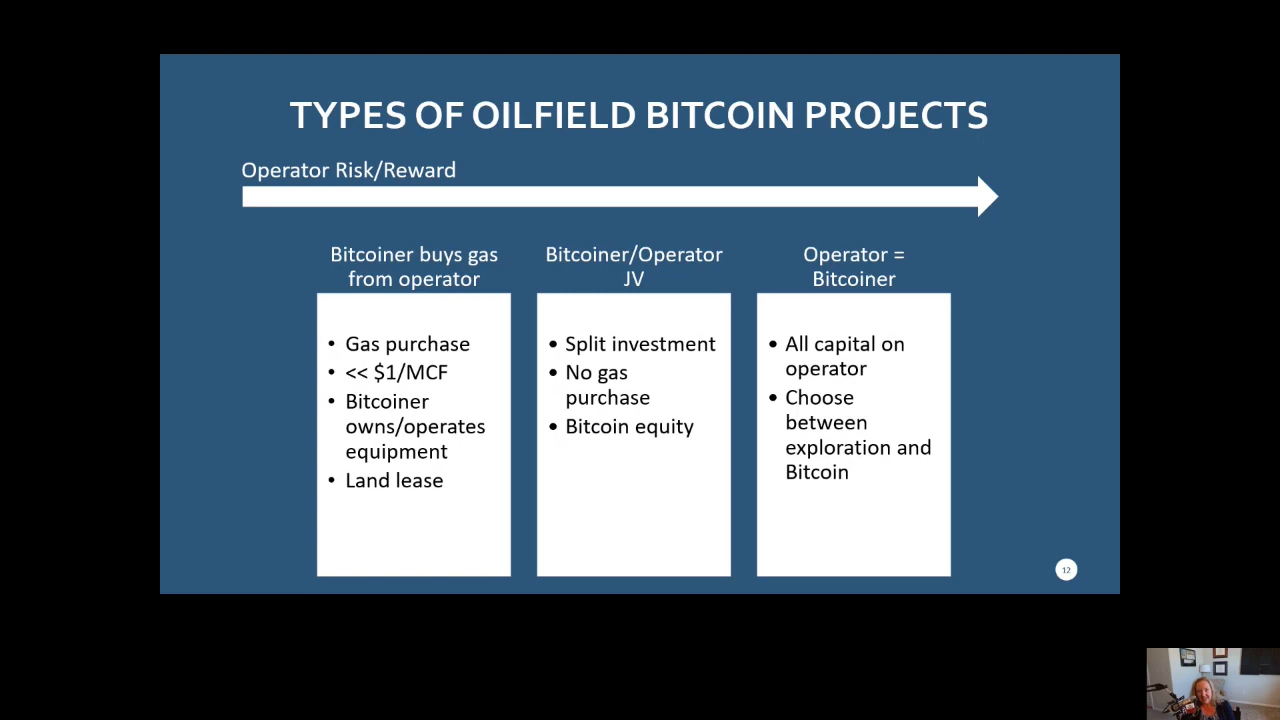 TYPES OF OILFIELD BITCOIN PROJECTS
Operator Risk/Reward
Bitcoiner buys gas
from operator
• Gas purchase
• << $1/MCF
• Bitcoiner
owns/operates
equipment
• Land lease
Bitcoiner/Operator
JV
• Split investment
• No gas
purchase
• Bitcoin equity
Operator =
Bitcoiner
• All capital on
operator
• Choose
between
exploration and
Bitcoin
12